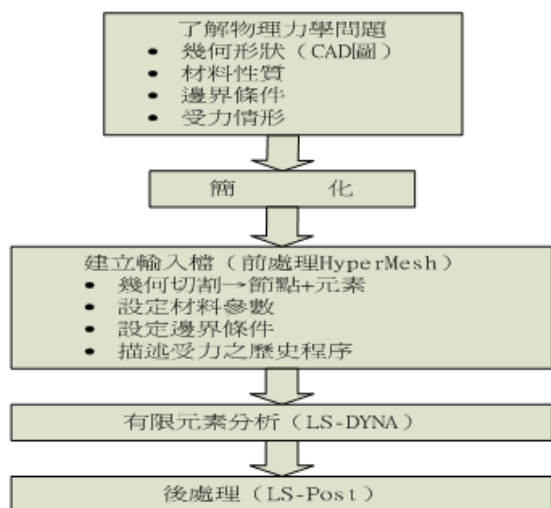 了解物理力學問題
• 幾何形狀（CAD圖）
• 材料性質
• 邊界條件
• 受力情形
簡 化
建立輸入檔（前處理HyperMesh）
• 幾何切割→節點+元素
• 設定材料參數
• 設定邊界條件
• 描述受力之歷史程序
有限元素分析（LS-DYNA）
後處理（LS-Post）